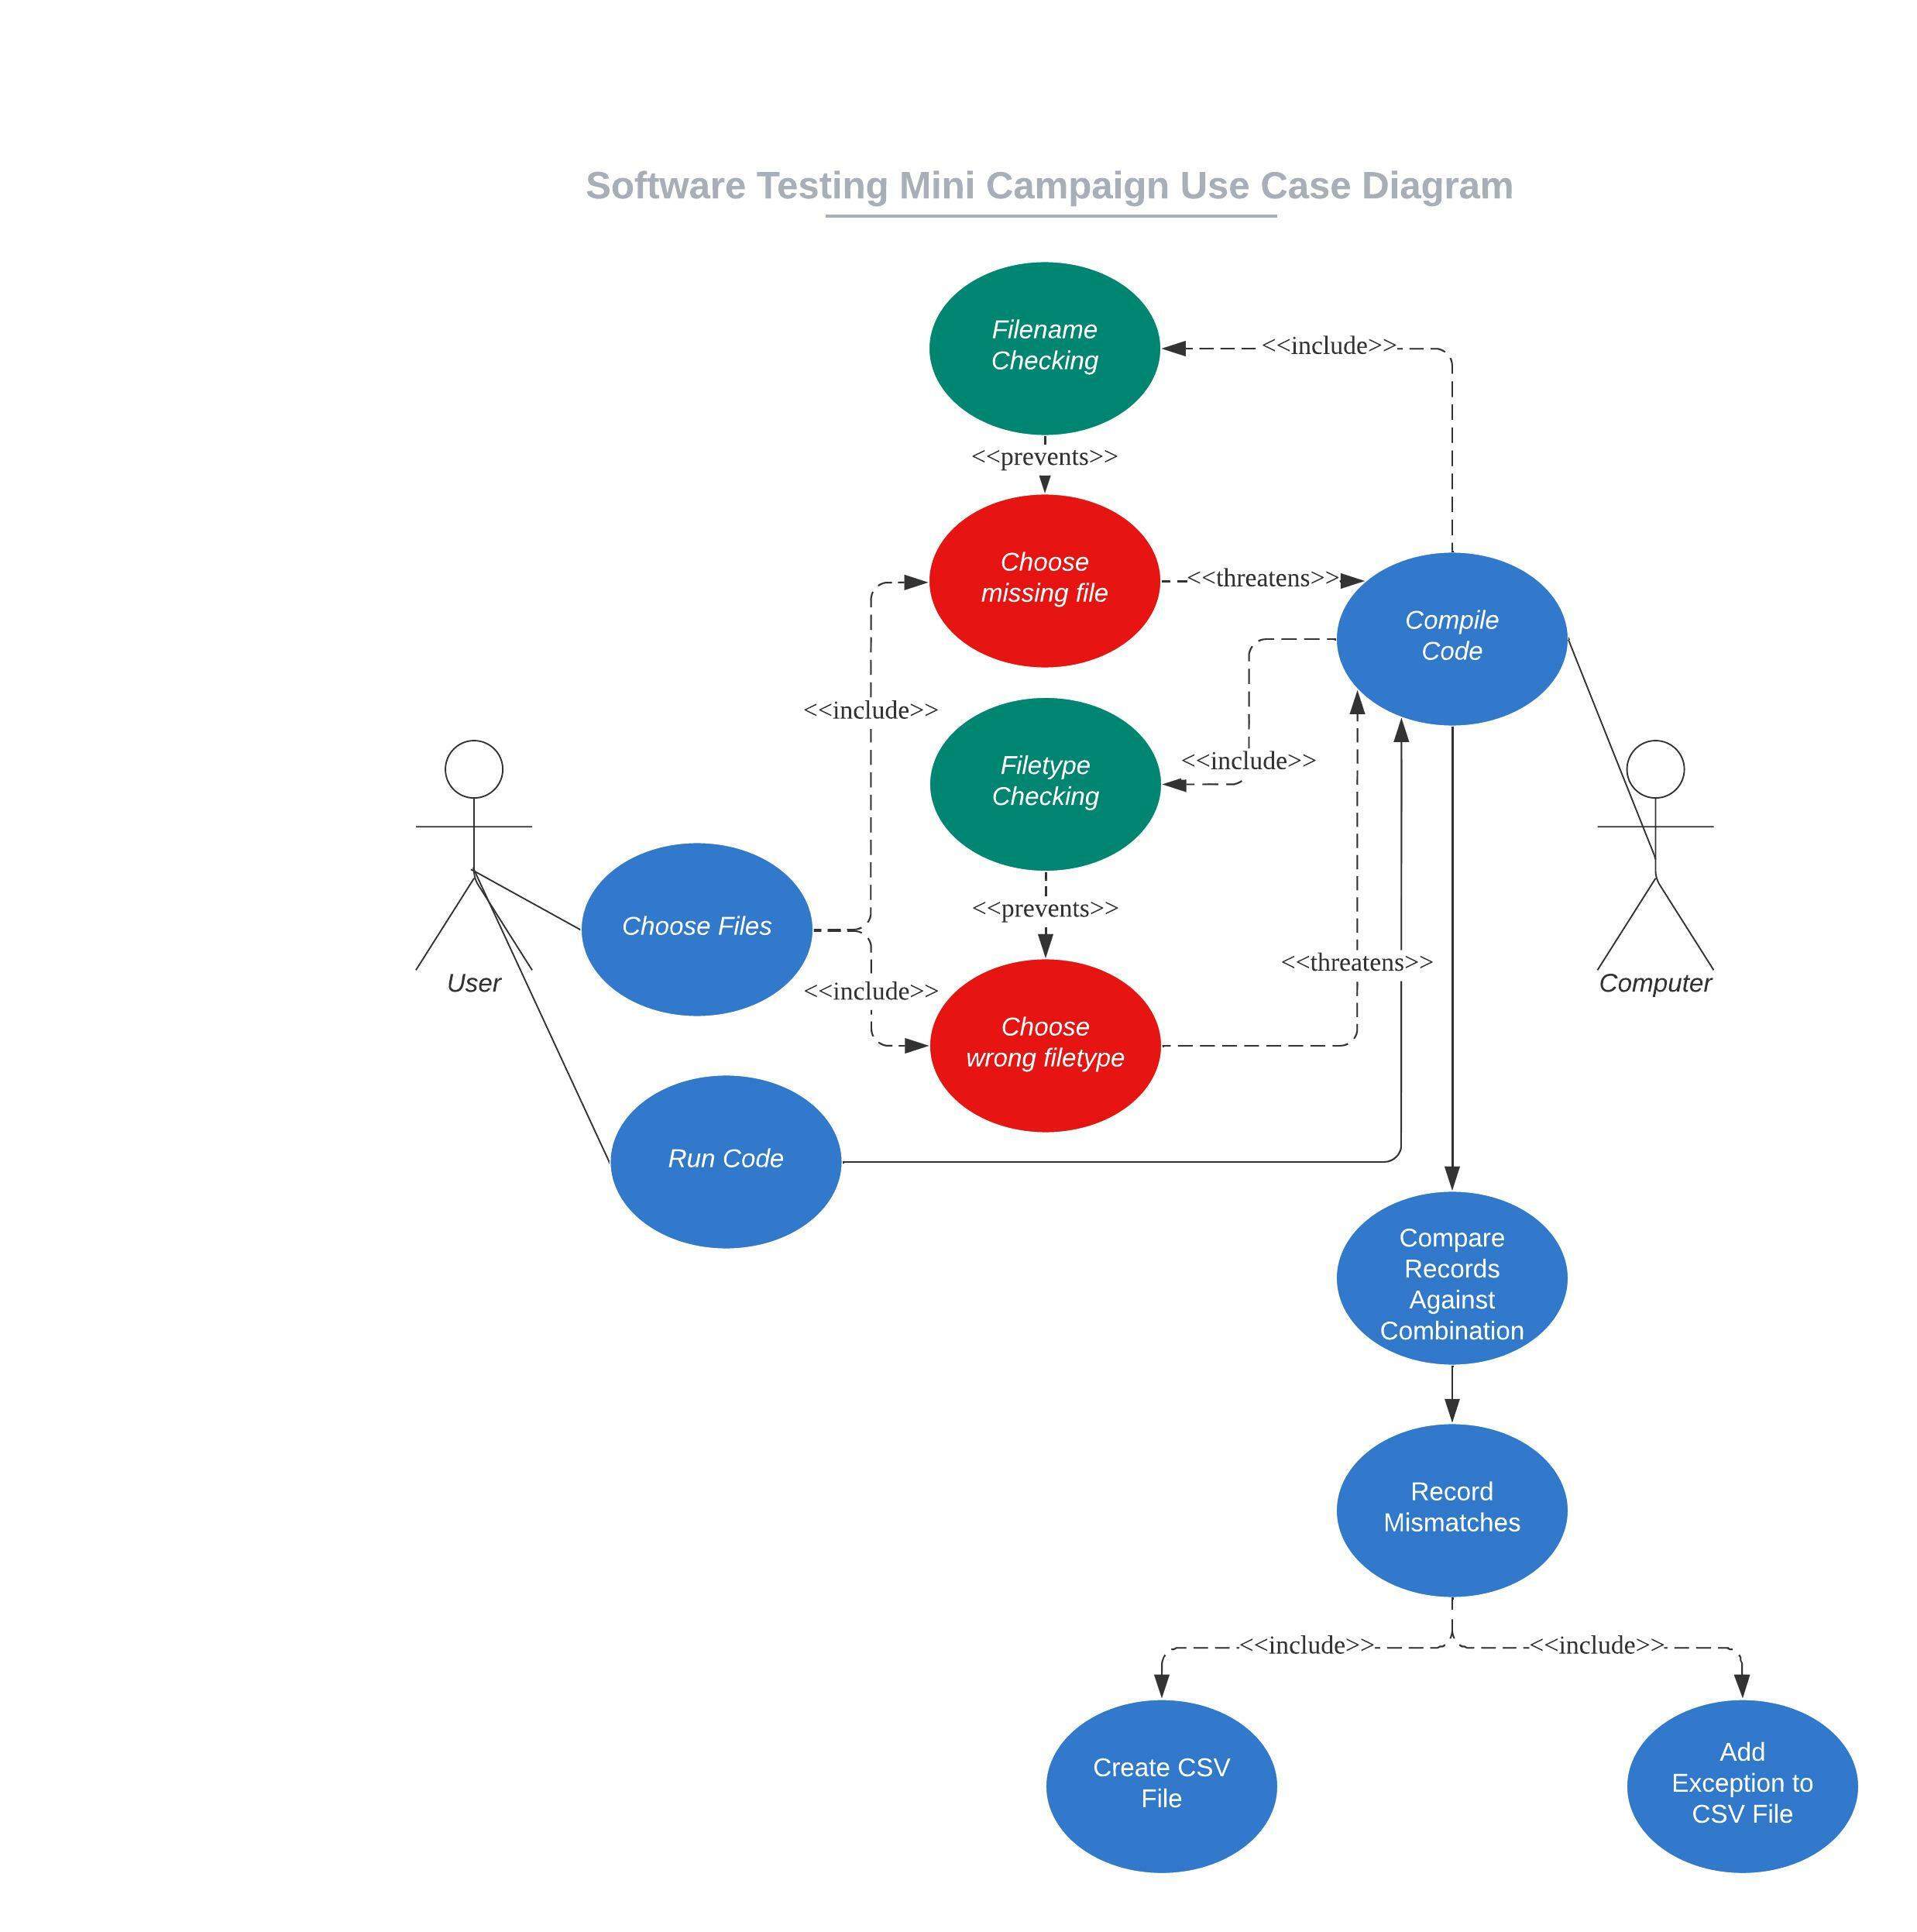 Software Testing Mini Campaign Use Case Diagram
Filename
Checking
<<include>>
<<prevents>>
Choose
missing file
<<threatens>>
Compile
Code
<<include>>
Filetype
Checking
<<include>>
<<prevents>>
Choose Files
<<threatens>>
User
Computer
<<include>>
Choose
wrong filetype
Run Code
Compare
Records
Against
Combination
Record
Mismatches
<<include>>
<<include>>
Create CSV
File
Add
Exception to
CSV File